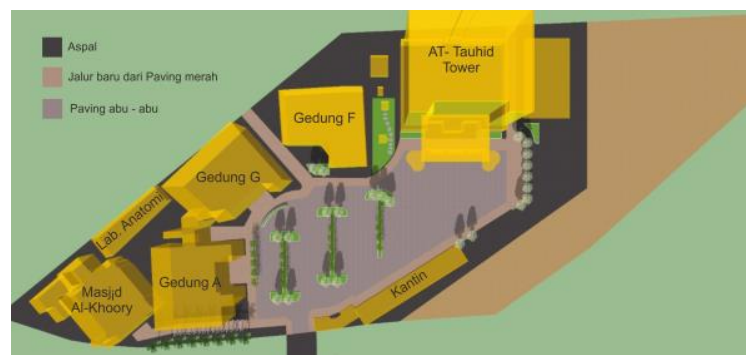 Aspal
Jalur baru dari Paving merah
Paving abu - abu
AT- Tauhid
Tower
Gedung F
Gedung G
Lab. Anatomi
Gedung A
Masjid
Al-Khoory
Kantin